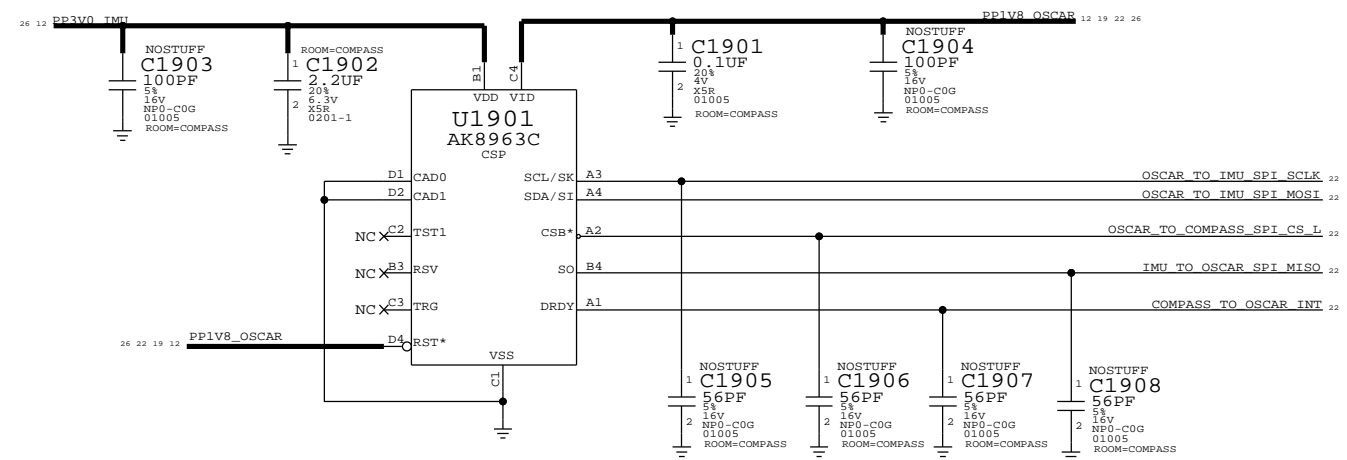 26 12 PP3V0_IMU
PP1V8_OSCAR 12 19 22 26
NOSTUFF
C1903
100PF
5%
16V
NP0-C0G
01005
ROOM=COMPASS
ROOM=COMPASS
1 C1902
2.2UF
20%
6.3V
2 X5R
0201-1
B1
C4
1 C1901
0.1UF
20%
4V
2 X5R
01005
ROOM=COMPASS
NOSTUFF
C1904
100PF
5%
16V
NP0-C0G
01005
ROOM=COMPASS
VDD VID
U1901
AK8963C
CSP
D1 CAD0
D2 CAD1
NC C2 TST1
NC B3 RSV
NC C3 TRG
26 22 19 12 PP1V8_OSCAR D4 RST*
SCL/SK A3 OSCAR_TO_IMU_SPI_SCLK 22
SDA/SI A4 OSCAR_TO_IMU_SPI_MOSI 22
CSB* A2 OSCAR_TO_COMPASS_SPI_CS_L 22
SO B4 IMU_TO_OSCAR_SPI_MISO 22
DRDY A1 COMPASS_TO_OSCAR_INT 22
VSS
C1
NOSTUFF
1 C1905
56PF
5%
16V
2 NP0-C0G
01005
ROOM=COMPASS
NOSTUFF
1 C1906
56PF
5%
16V
2 NP0-C0G
01005
ROOM=COMPASS
NOSTUFF
1 C1907
56PF
5%
16V
2 NP0-C0G
01005
ROOM=COMPASS
NOSTUFF
1 C1908
56PF
5%
16V
2 NP0-C0G
01005
ROOM=COMPASS